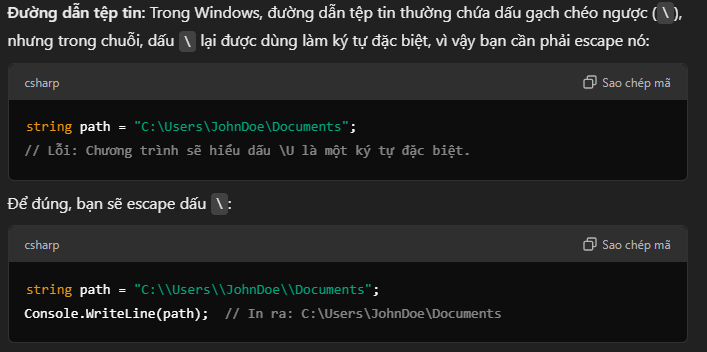 Đường dẫn tệp tin: Trong Windows, đường dẫn tệp tin thường chứa dấu gạch chéo ngược ( \ ),
nhưng trong chuỗi, dấu \ lại được dùng làm ký tự đặc biệt, vì vậy bạn cần phải escape nó:
csharp Sao chép mã
string path = "C:\Users\JohnDoe\Documents";
// Lỗi: Chương trình sẽ hiểu dấu \U là một ký tự đặc biệt.
Để đúng, bạn sẽ escape dấu \ :
csharp Sao chép mã
string path = "C:\\Users\\JohnDoe\\Documents";
Console.WriteLine(path);  // In ra: C:\Users\JohnDoe\Documents